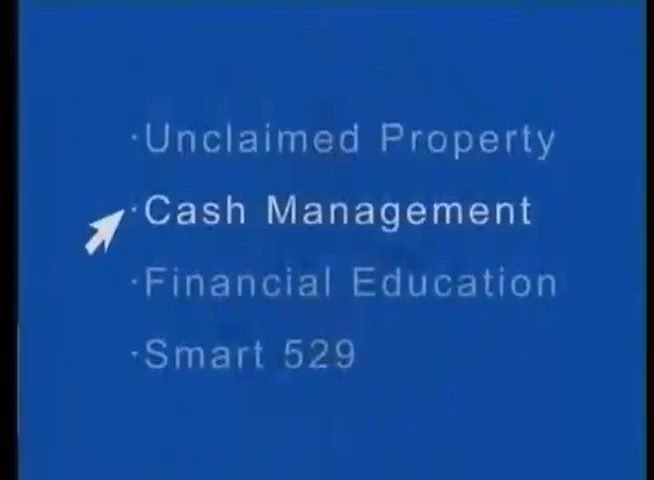 ·Unclaimed Property
·Cash Management
·Financial Education
·Smart 529